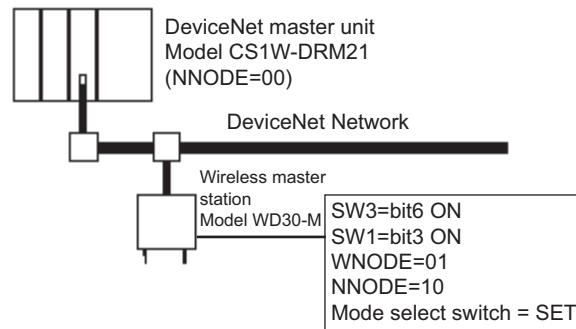 DeviceNet master unit
Model CS1W-DRM21
(NNODE=00)
DeviceNet Network
Wireless master
station
Model WD30-M
SW3=bit6 ON
SW1=bit3 ON
WNODE=01
NNODE=10
Mode select switch = SET